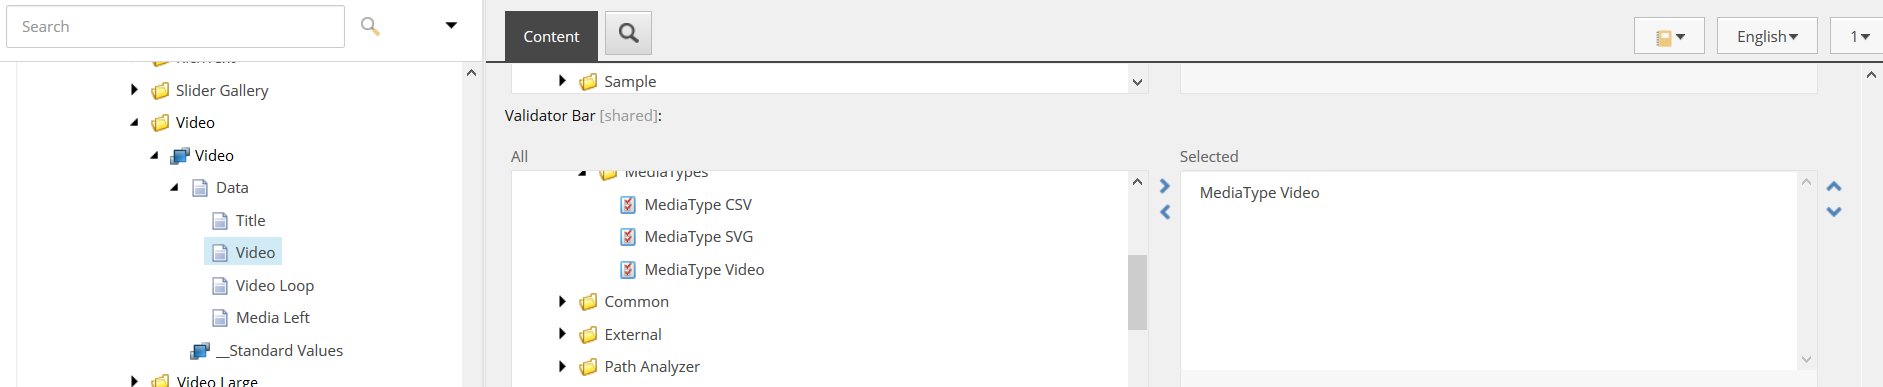 Search
RichText
Slider Gallery
Video
Video
Data
Title
Video
Video Loop
Media Left
__Standard Values
Video Large
Content
English
1
Sample
Validator Bar [shared]:
All
MediaTypes
MediaType CSV
MediaType SVG
MediaType Video
Common
External
Path Analyzer
Selected
MediaType Video